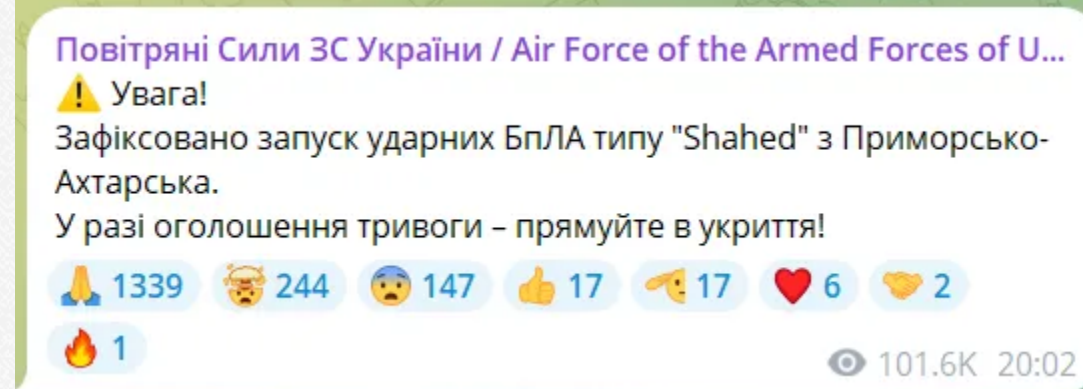 Повітряні Сили ЗС України / Air Force of the Armed Forces of U...
Увага!
Зафіксовано запуск ударних БпЛА типу "Shahed" з Приморсько-
Ахтарська.
У разі оголошення тривоги – прямуйте в укриття!
1339 244 147 17 17 6 2
1
101.6K 20:02